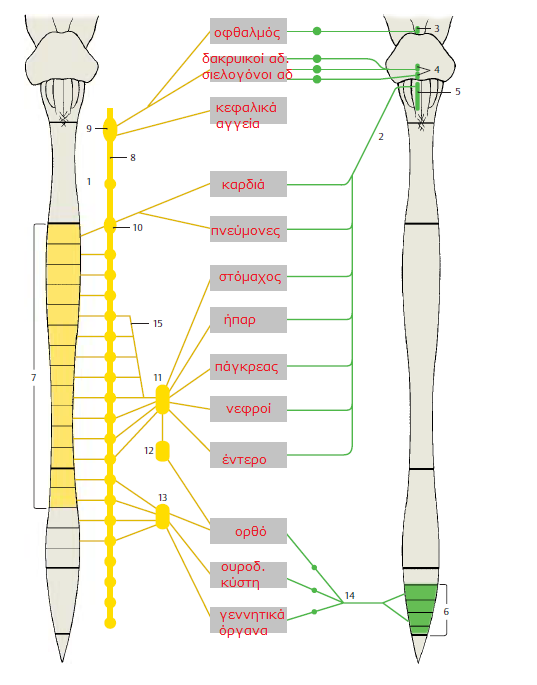 οφθαλμός
δακρυικοί αδ.
σιελογόνοι αδ
κεφαλικά
αγγεία
καρδιά
πνεύμονες
στόμαχος
ήπαρ
πάγκρεας
νεφροί
έντερο
ορθό
ουροδ.
κύστη
γεννητικά
όργανα
1
2
3
4
5
6
7
8
9
10
11
12
13
14
15